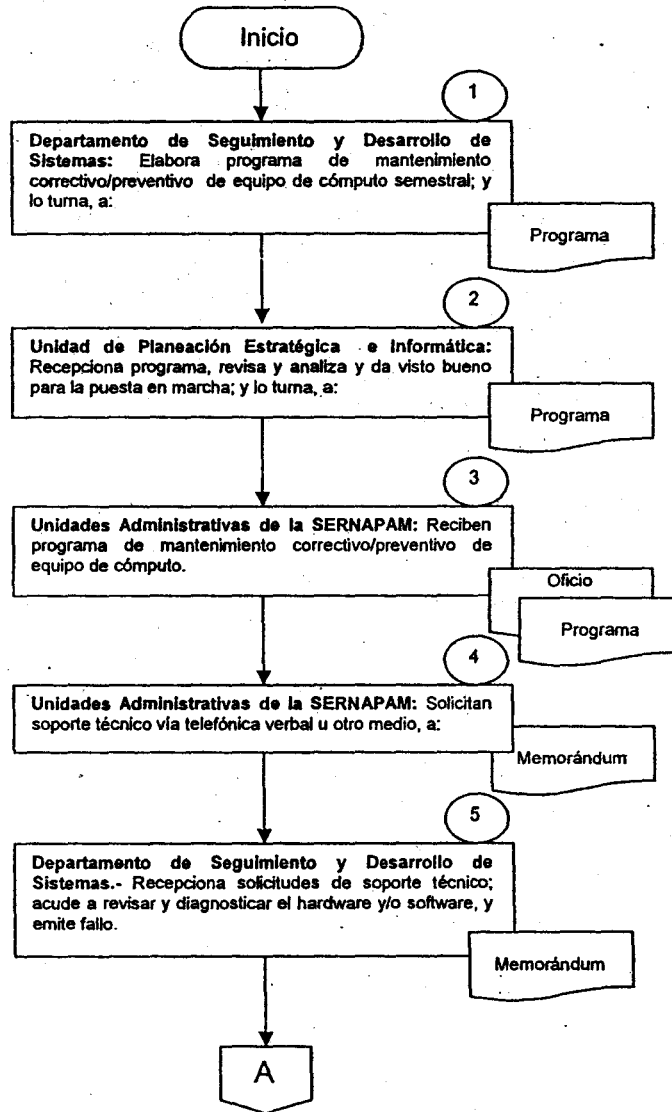 Inicio
1
Departamento de Seguimiento y Desarrollo de
Sistemas: Elabora programa de mantenimiento
correctivo/preventivo de equipo de cómputo semestral; y
lo turna, a:
Programa
2
Unidad de Planeación Estratégica e Informática:
Recepciona programa, revisa y analiza y da visto bueno
para la puesta en marcha; y lo turna, a:
Programa
3
Unidades Administrativas de la SERNAPAM: Reciben
programa de mantenimiento correctivo/preventivo de
equipo de cómputo.
Oficio
Programa
4
Unidades Administrativas de la SERNAPAM: Solicitan
soporte técnico vía telefónica verbal u otro medio, a:
Memorándum
5
Departamento de Seguimiento y Desarrollo de
Sistemas.- Recepciona solicitudes de soporte técnico;
acude a revisar y diagnosticar el hardware y/o software, y
emite fallo.
Memorándum
A